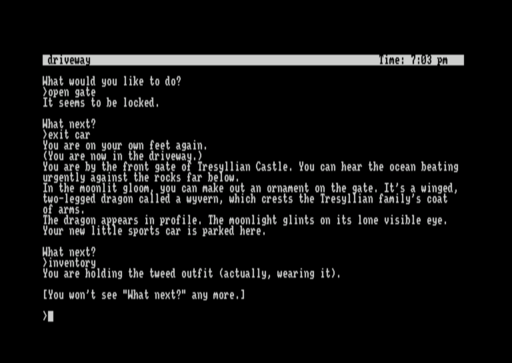 driveway Time: 7:03 pm
What would you like to do?
>open gate
It seems to be locked.
What next?
>exit car
You are on your own feet again.
(You are now in the driveway.)
You are by the front gate of Tresyllian Castle. You can hear the ocean beating
urgently against the rocks far below.
In the moonlit gloom, you can make out an ornament on the gate. It's a winged,
two-legged dragon called a wyvern, which crests the Tresyllian family's coat
of arms.
The dragon appears in profile. The moonlight glints on its lone visible eye.
Your new little sports car is parked here.
What next?
>inventory
You are holding the tweed outfit (actually, wearing it).
[You won't see "What next?" any more.]
>